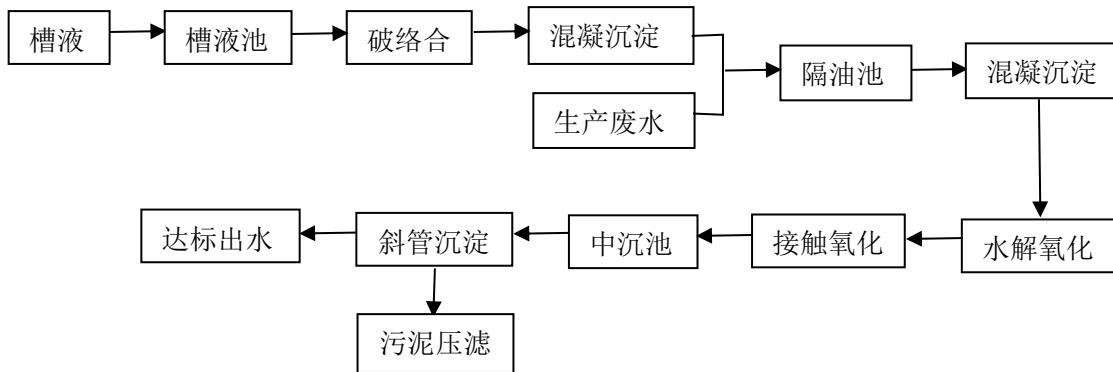 槽液
槽液池
破络合
混凝沉淀
生产废水
隔油池
混凝沉淀
水解氧化
接触氧化
中沉池
斜管沉淀
达标出水
污泥压滤